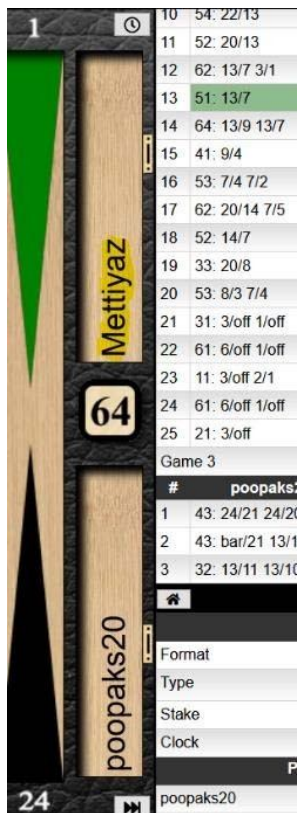 1
Mettiyaz
64
poopaks20
24
10 54: 22/13
11 52: 20/13
12 62: 13/7 3/1
13 51: 13/7
14 64: 13/9 13/7
15 41: 9/4
16 53: 7/4 7/2
17 62: 20/14 7/5
18 52: 14/7
19 33: 20/8
20 53: 8/3 7/4
21 31: 3/off 1/off
22 61: 6/off 1/off
23 11: 3/off 2/1
24 61: 6/off 1/off
25 21: 3/off
Game 3
# poopaks2
1 43: 24/21 24/20
2 43: bar/21 13/1
3 32: 13/11 13/10
Format
Type
Stake
Clock
P
poopaks20